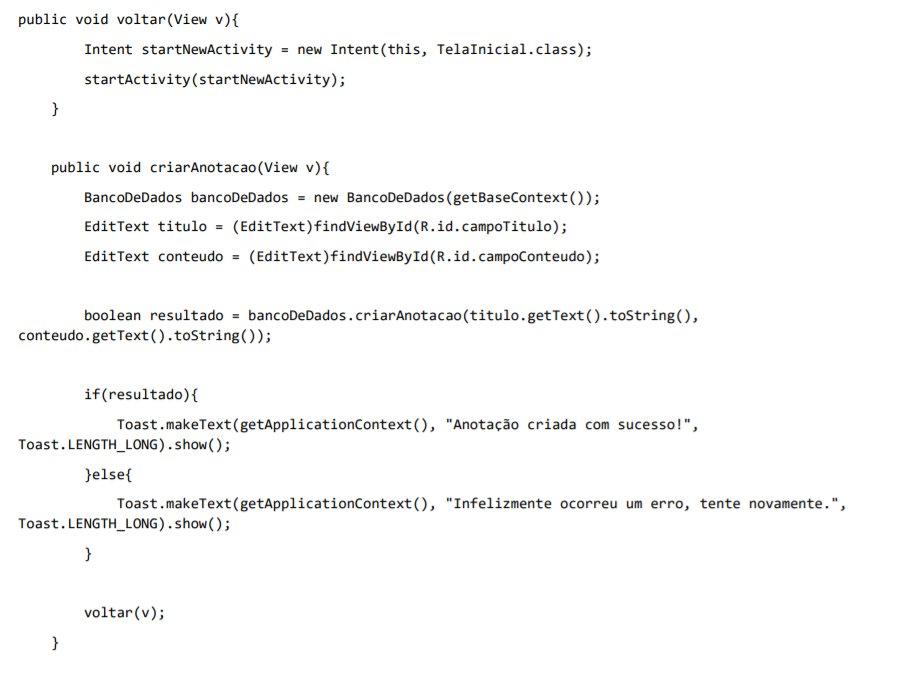 public void voltar(View v){
Intent startNewActivity = new Intent(this, TelaInicial.class);
startActivity(startNewActivity);
}
public void criarAnotacao(View v){
BancoDeDados bancoDeDados = new BancoDeDados(getBaseContext());
EditText titulo = (EditText)findViewById(R.id.campoTitulo);
EditText conteudo = (EditText)findViewById(R.id.campoConteudo);
boolean resultado = bancoDeDados.criarAnotacao(titulo.getText().toString(),
conteudo.getText().toString());
if(resultado){
Toast.makeText(getApplicationContext(), "Anotação criada com sucesso!",
Toast.LENGTH_LONG).show();
}else{
Toast.makeText(getApplicationContext(), "Infelizmente ocorreu um erro, tente novamente.",
Toast.LENGTH_LONG).show();
}
voltar(v);
}